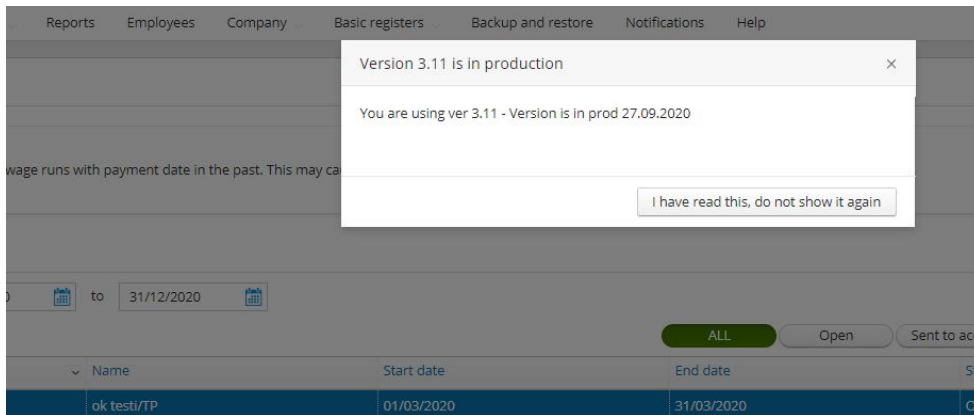 Reports Employees Company Basic registers Backup and restore Notifications Help
Version 3.11 is in production
You are using ver 3.11 - Version is in prod 27.09.2020
wage runs with payment date in the past. This may
I have read this, do not show it again
to 31/12/2020
ALL Open Sent to
Name Start date End date
ok testi/TP 01/03/2020 31/03/2020